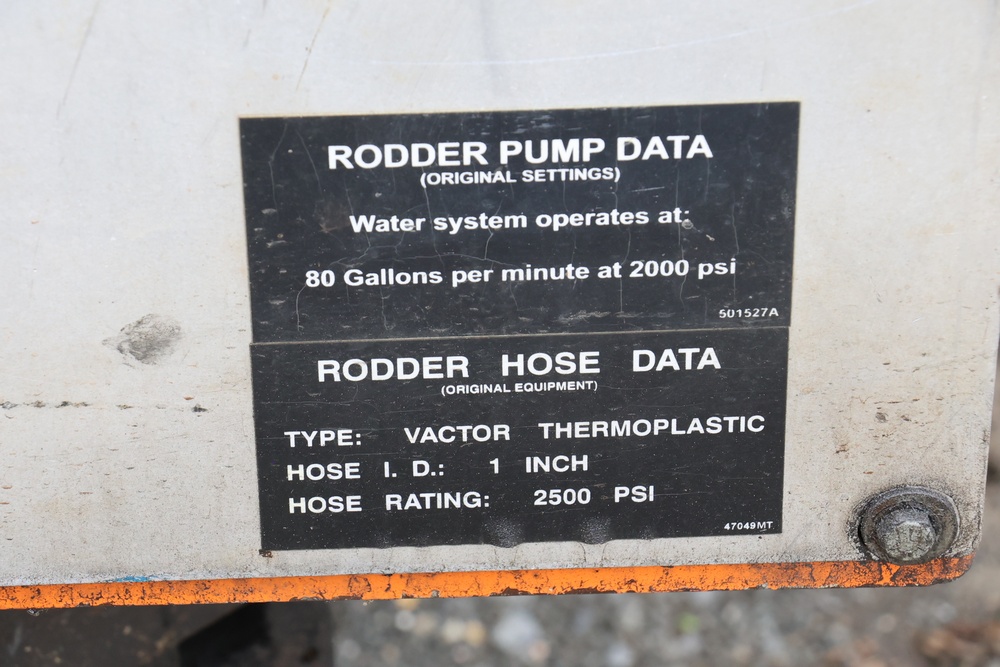 RODDER PUMP DATA
(ORIGINAL SETTINGS)
Water system operates at:
80 Gallons per minute at 2000 psi
501527A
RODDER HOSE DATA
(ORIGINAL EQUIPMENT)
TYPE: VACTOR THERMOPLASTIC
HOSE I. D.: 1 INCH
HOSE RATING: 2500 PSI
47049MT